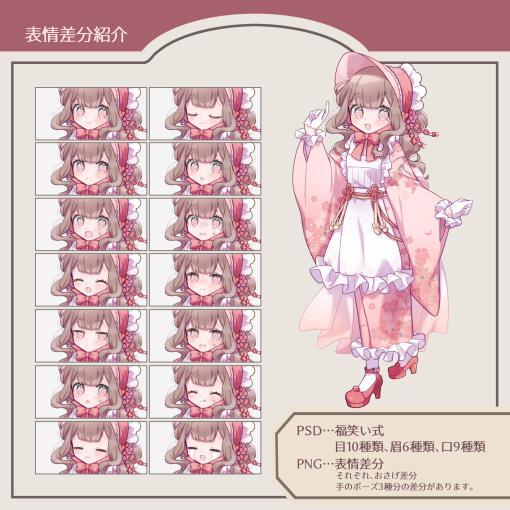 表情差分紹介
PSD…福笑い式
目10種類、眉6種類、口9種類
PNG…表情差分
それぞれ、おさげ差分
手のポーズ3種分の差分があります。